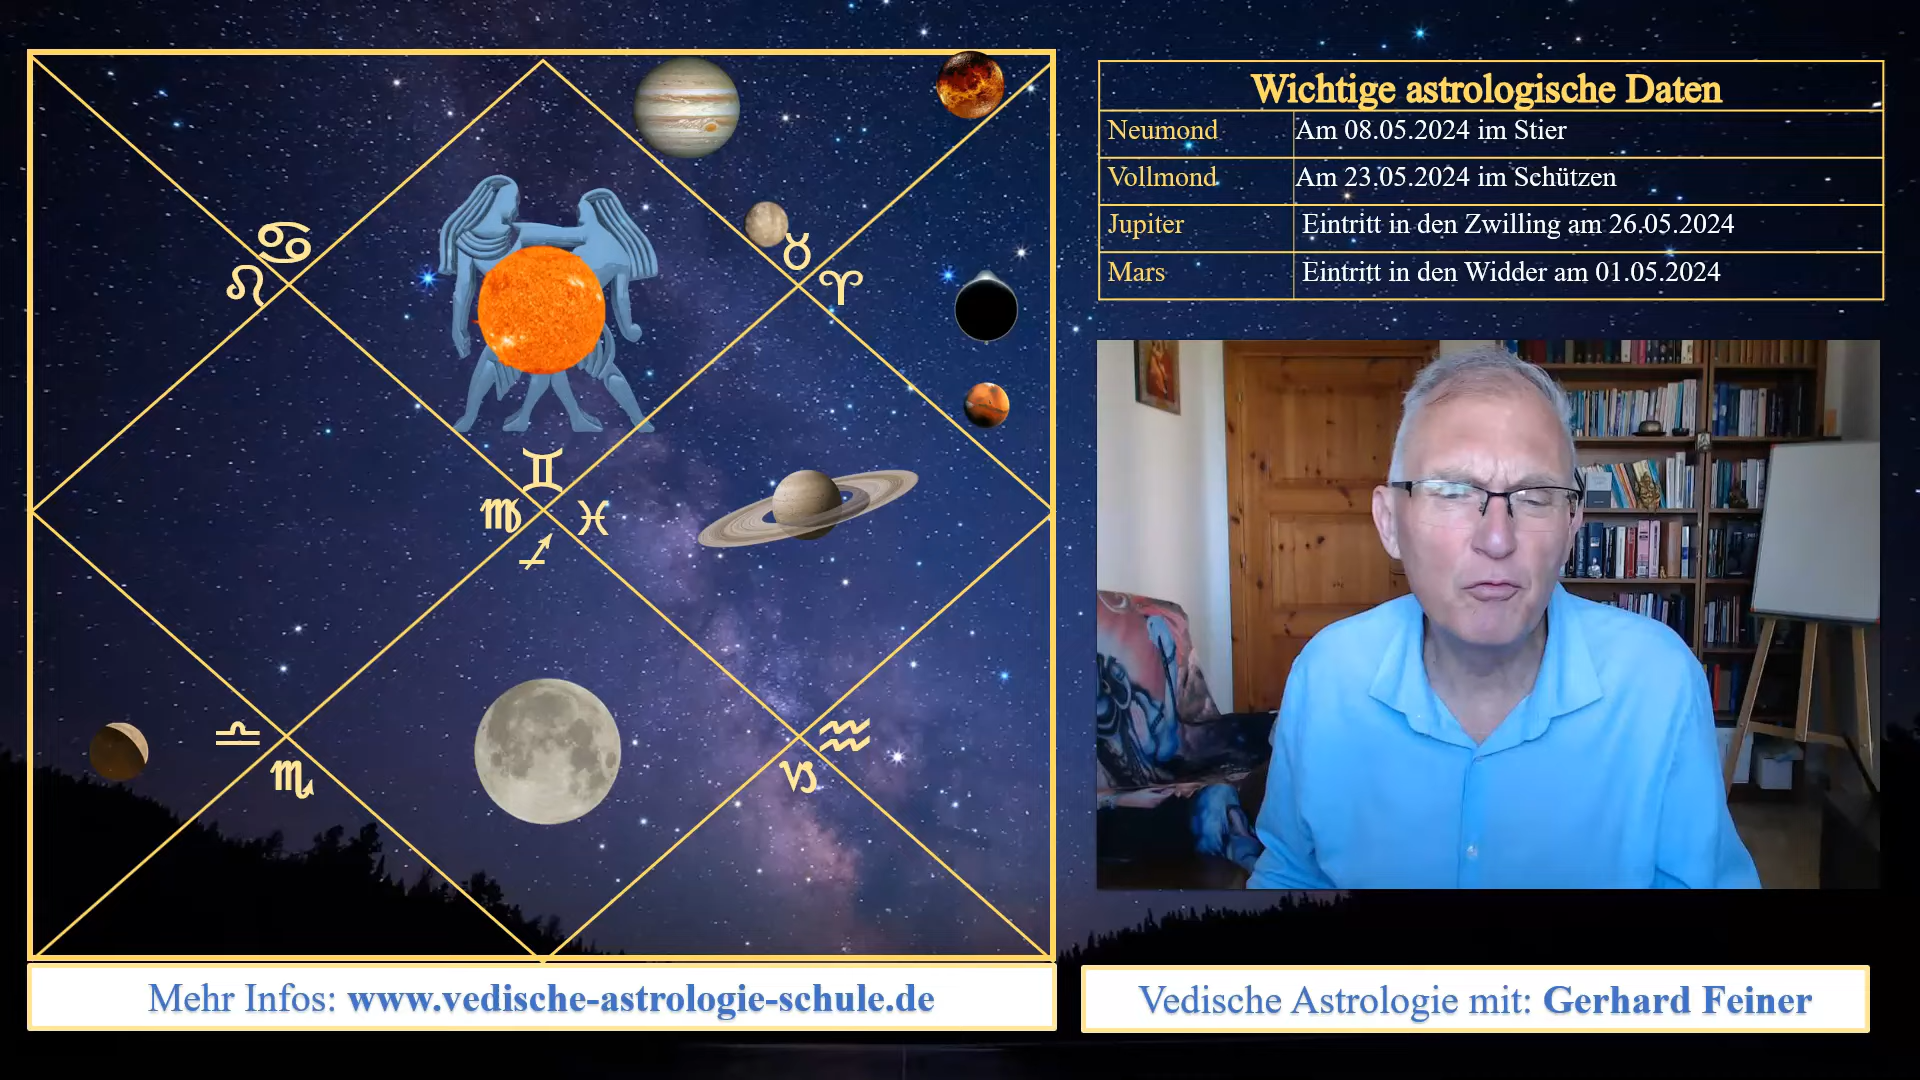 Wichtige astrologische Daten
Neumond Am 08.05.2024 im Stier
Vollmond Am 23.05.2024 im Schützen
Jupiter Eintritt in den Zwilling am 26.05.2024
Mars Eintritt in den Widder am 01.05.2024
♋
♌
♉
♈
♊
♍ ♓
♐
♎ ♒
♏ ♑
Mehr Infos: www.vedische-astrologie-schule.de
Vedische Astrologie mit: Gerhard Feiner